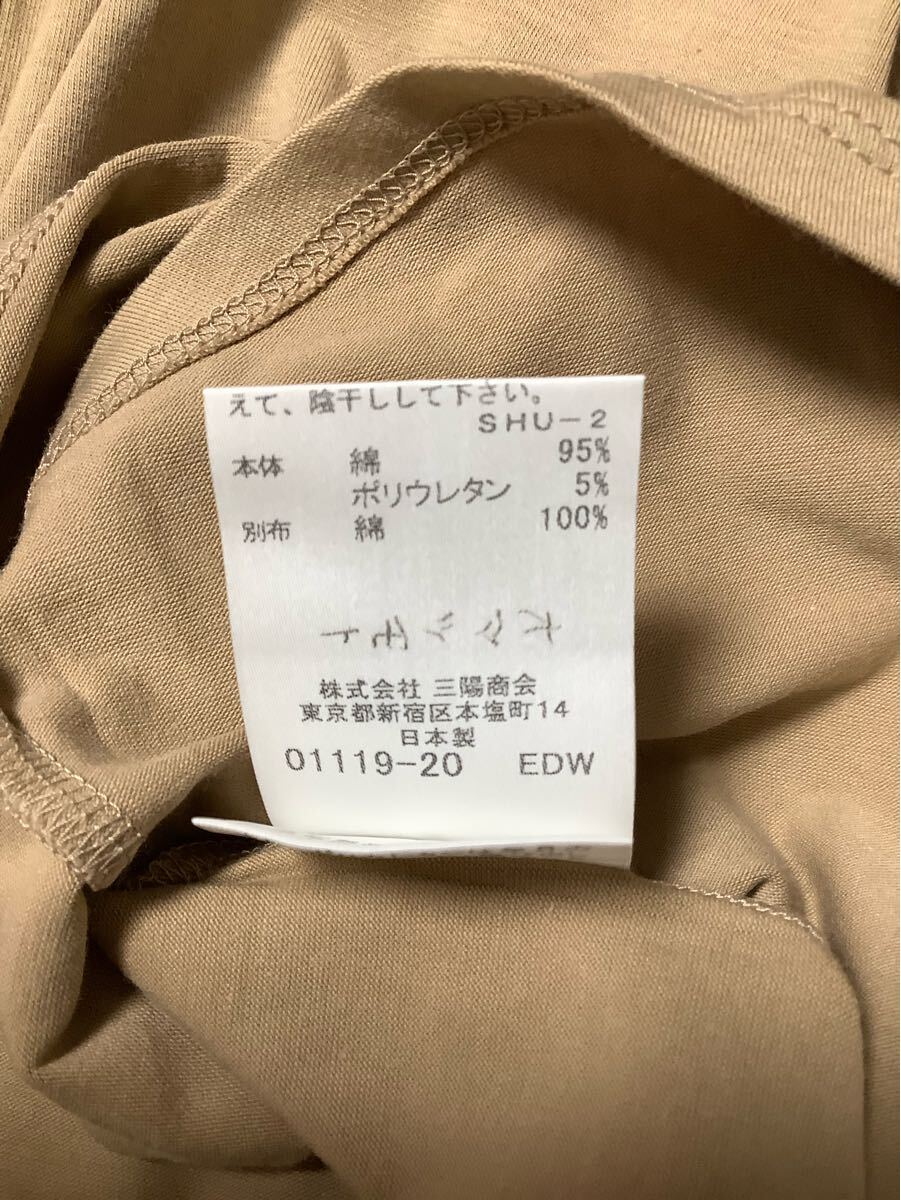 えて、陰干しして下さい。
SHU-2
本体 綿 95%
ポリウレタン 5%
別布 綿 100%
株式会社 三陽商会
東京都新宿区本塩町14
日本製
01119-20 EDW